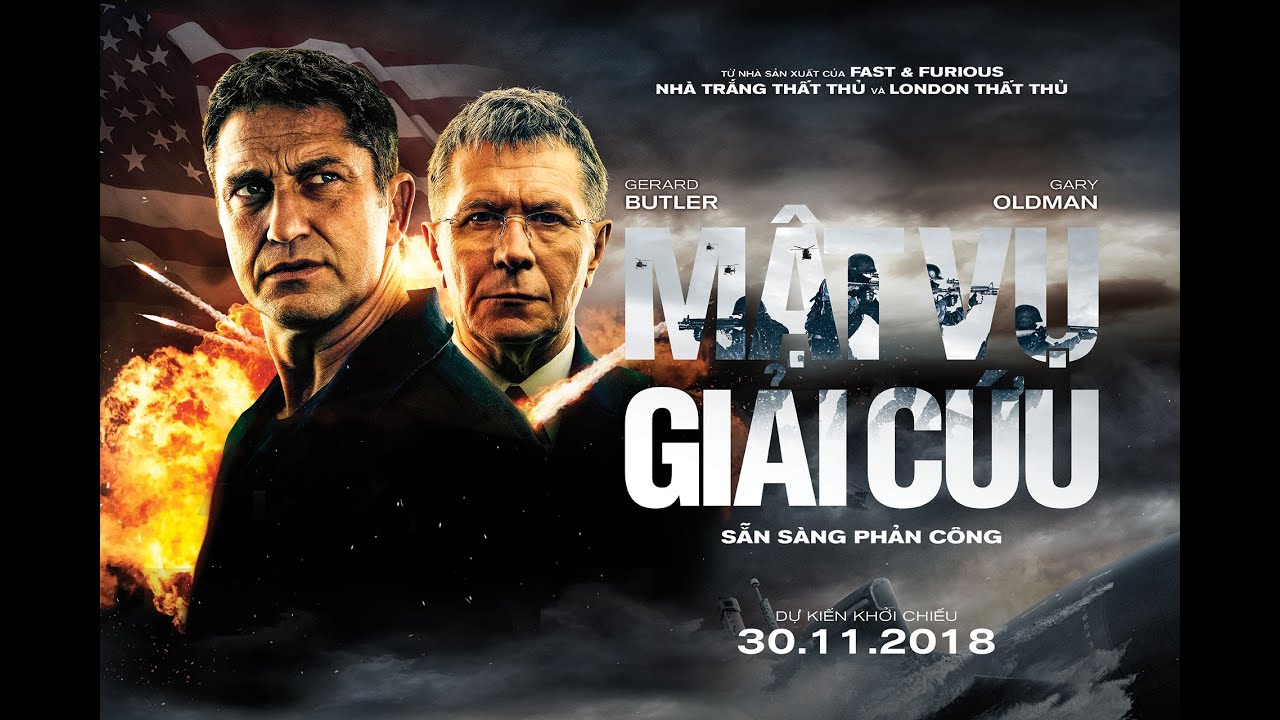 TỪ NHÀ SẢN XUẤT CỦA FAST & FURIOUS
NHÀ TRẮNG THẤT THỦ VÀ LONDON THẤT THỦ
GERARD BUTLER
GARY OLDMAN
MẬT VỤ
GIẢI CỨU
SẴN SÀNG PHẢN CÔNG
DỰ KIẾN KHỞI CHIẾU
30.11.2018